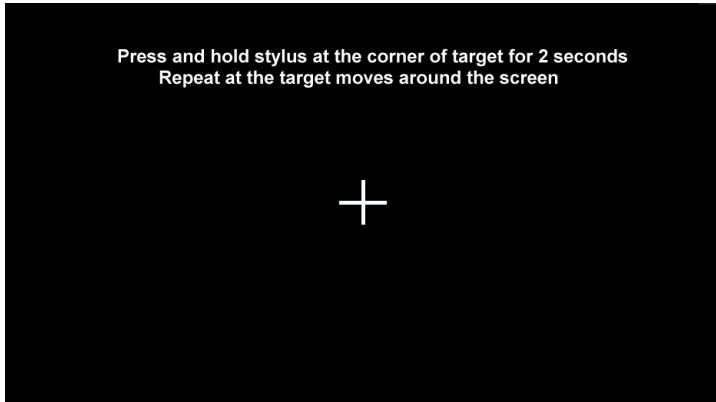 Press and hold stylus at the corner of target for 2 seconds
Repeat at the target moves around the screen